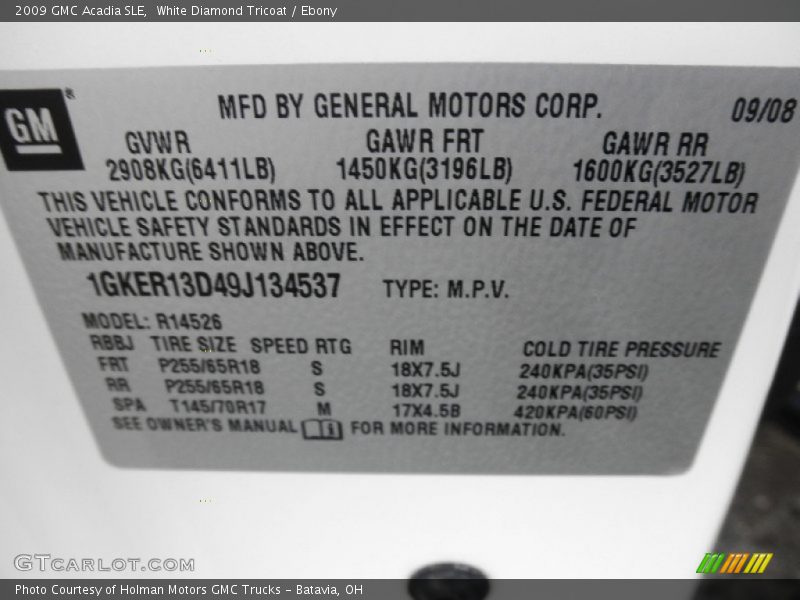 2009 GMC Acadia SLE,  White Diamond Tricoat / Ebony
GM®
MFD BY GENERAL MOTORS CORP. 09/08
GVWR GAWR FRT GAWR RR
2908KG(6411LB) 1450KG(3196LB) 1600KG(3527LB)
THIS VEHICLE CONFORMS TO ALL APPLICABLE U.S. FEDERAL MOTOR
VEHICLE SAFETY STANDARDS IN EFFECT ON THE DATE OF
MANUFACTURE SHOWN ABOVE.
1GKER13D49J134537 TYPE: M.P.V.
MODEL: R14526
RBBJ TIRE SIZE SPEED RTG RIM COLD TIRE PRESSURE
FRT P255/65R18 S 18X7.5J 240KPA(35PSI)
RR P255/65R18 S 18X7.5J 240KPA(35PSI)
SPA T145/70R17 M 17X4.5B 420KPA(60PSI)
SEE OWNER'S MANUAL FOR MORE INFORMATION.
GTCARLOT.COM
Photo Courtesy of Holman Motors GMC Trucks - Batavia, OH